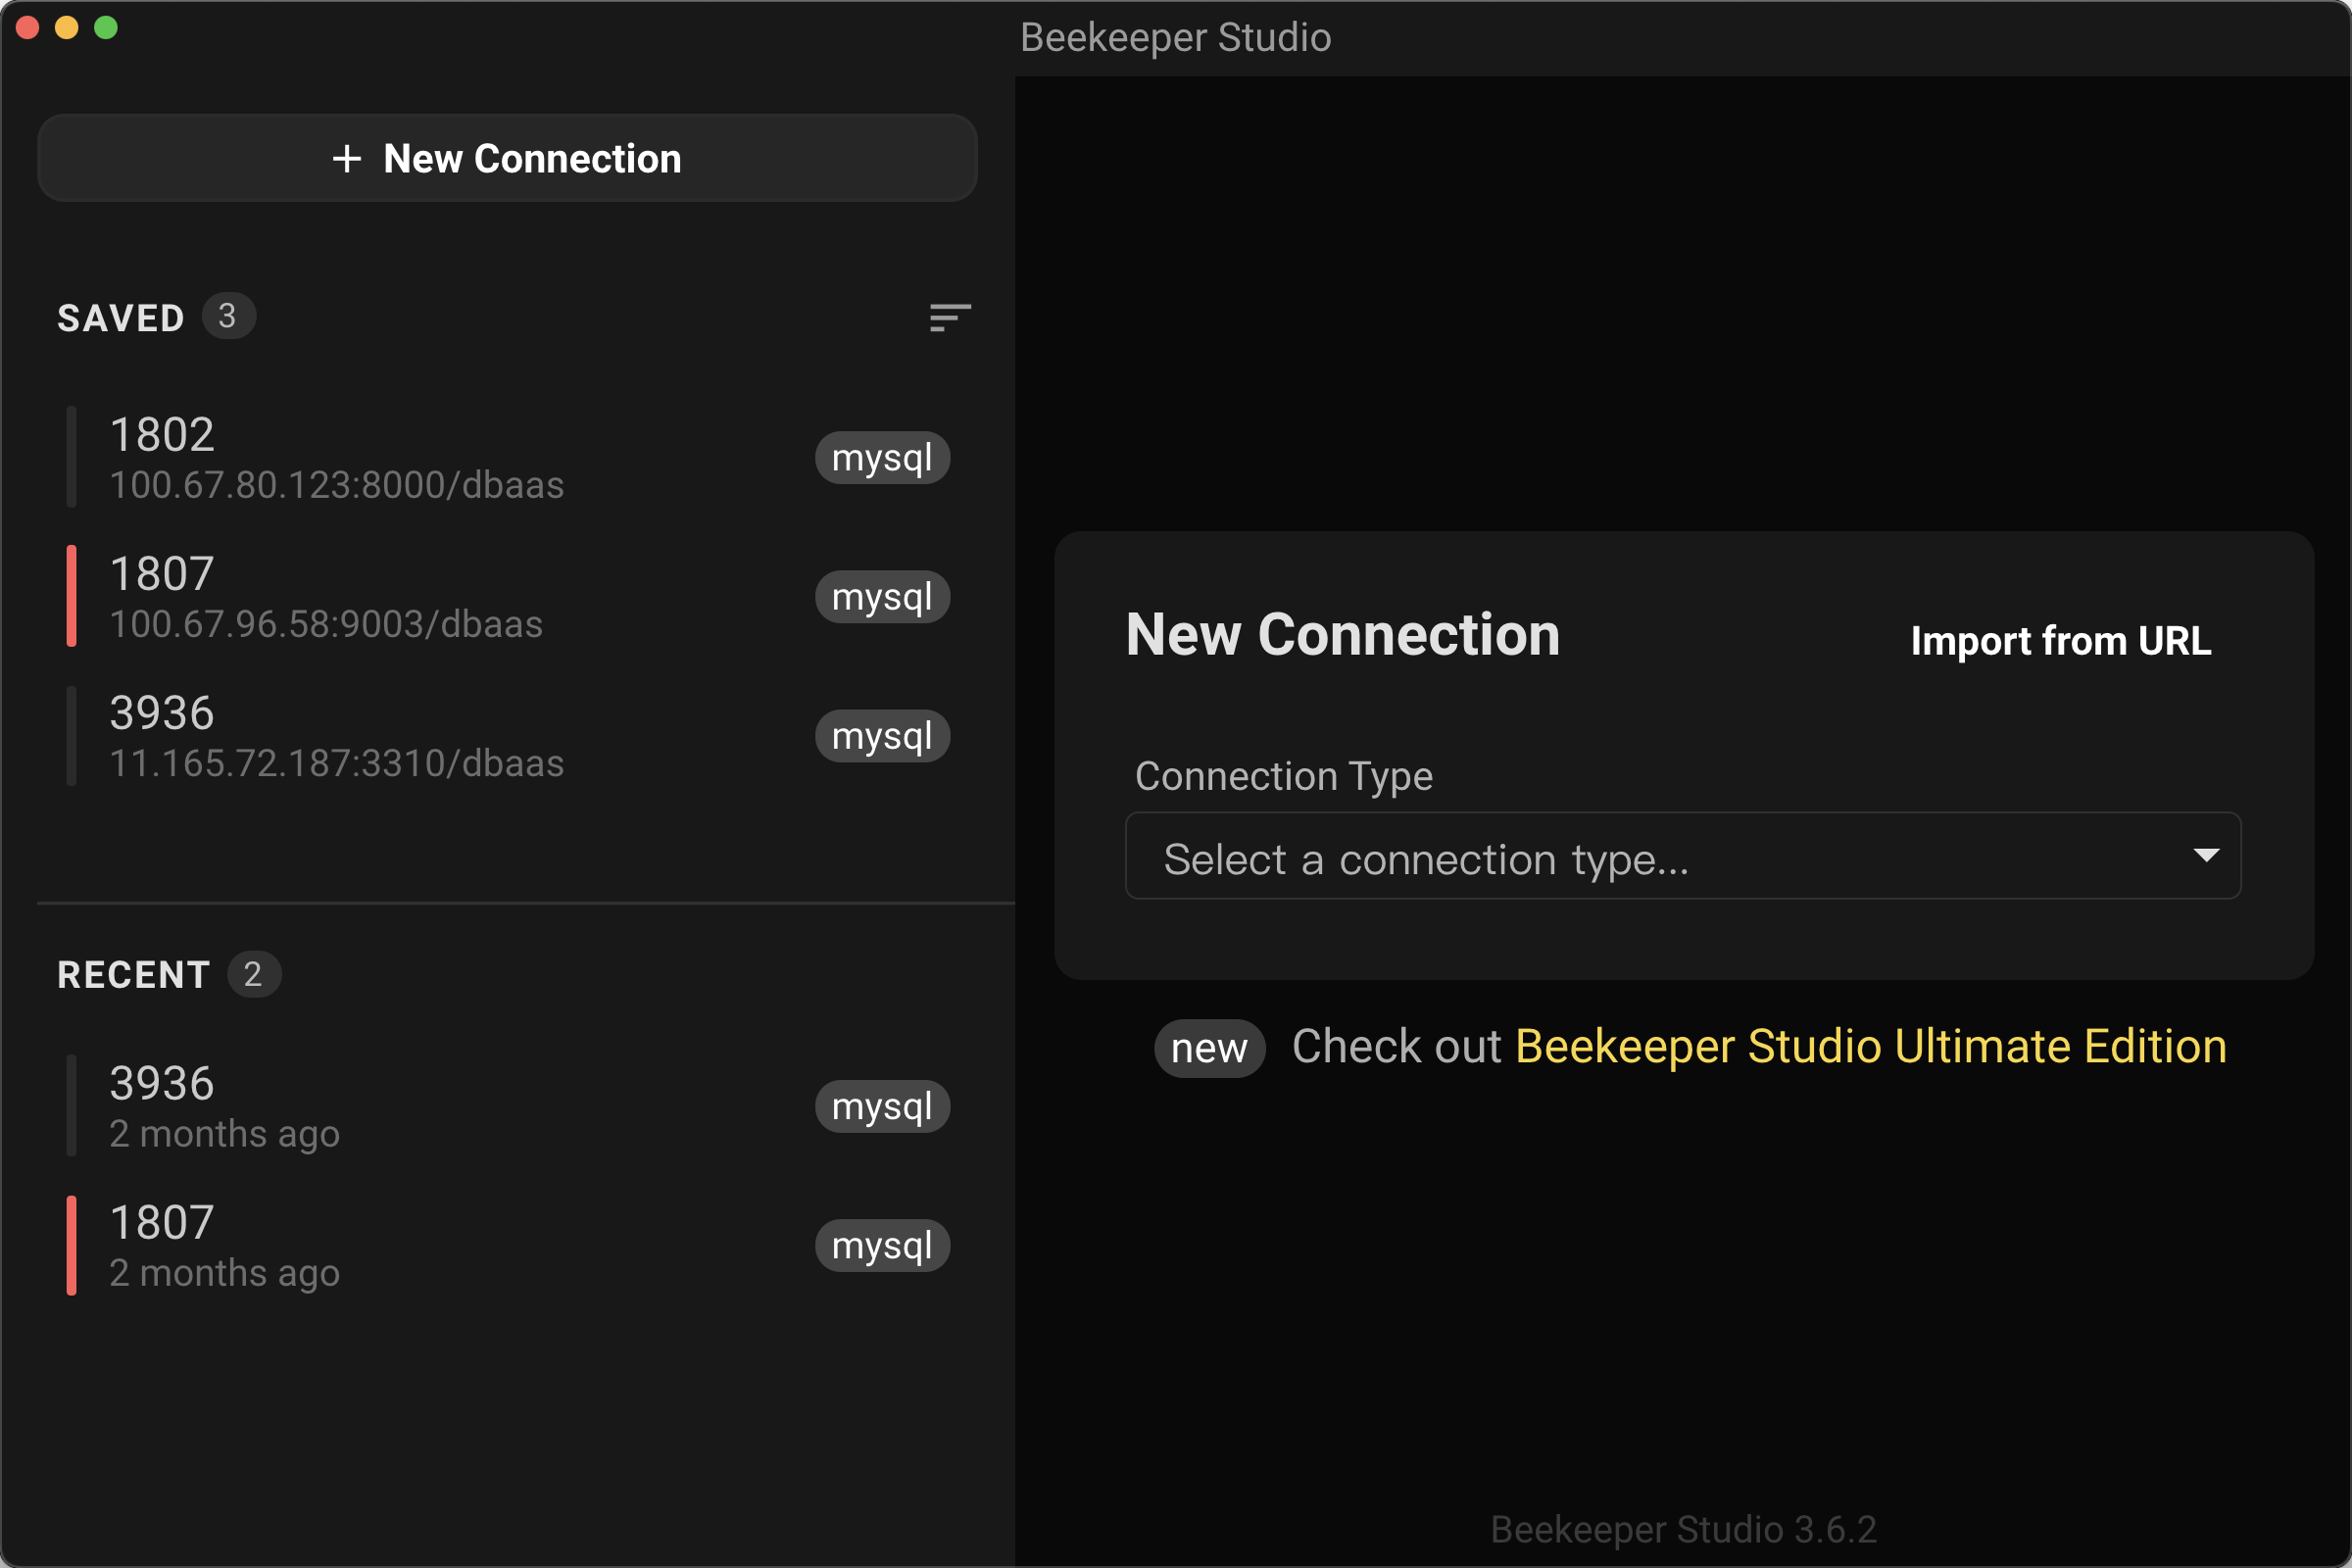 Beekeeper Studio
+ New Connection
SAVED 3
1802
100.67.80.123:8000/dbaas
mysql
1807
100.67.96.58:9003/dbaas
mysql
3936
11.165.72.187:3310/dbaas
mysql
RECENT 2
3936
2 months ago
mysql
1807
2 months ago
mysql
New Connection
Import from URL
Connection Type
Select a connection type...
new Check out Beekeeper Studio Ultimate Edition
Beekeeper Studio 3.6.2